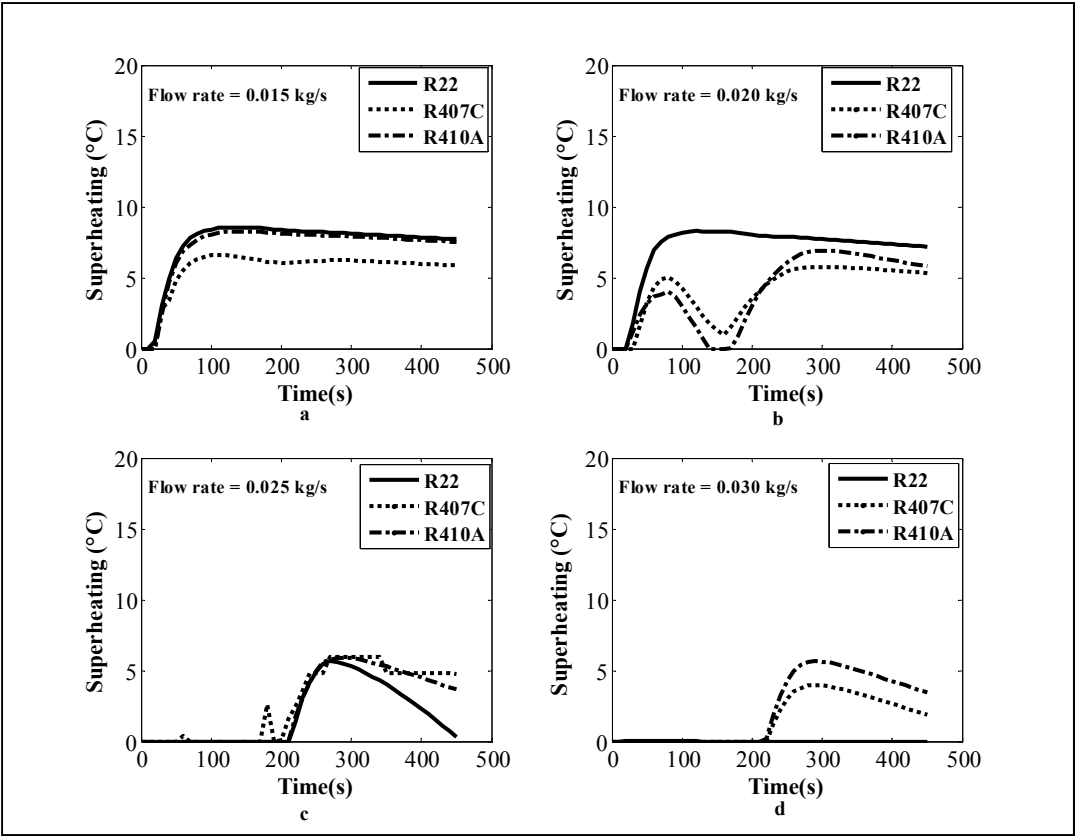 Superheating (°C)
20
15
10
5
0
Flow rate = 0.015 kg/s
R22
R407C
R410A
0 100 200 300 400 500
Time(s)
a
Superheating (°C)
20
15
10
5
0
Flow rate = 0.020 kg/s
R22
R407C
R410A
0 100 200 300 400 500
Time(s)
b
Superheating (°C)
20
15
10
5
0
Flow rate = 0.025 kg/s
R22
R407C
R410A
0 100 200 300 400 500
Time(s)
c
Superheating (°C)
20
15
10
5
0
Flow rate = 0.030 kg/s
R22
R407C
R410A
0 100 200 300 400 500
Time(s)
d